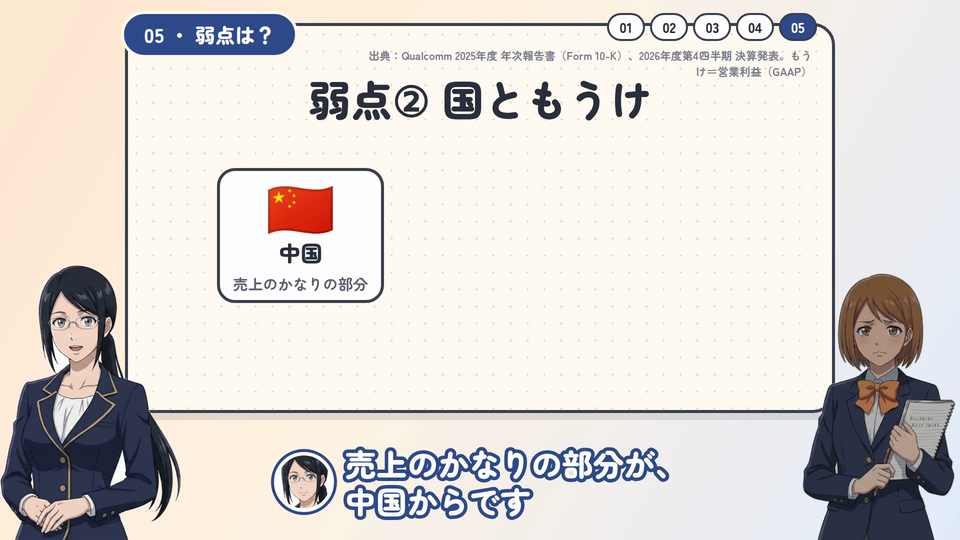 05 ・ 弱点は？
01 02 03 04 05
出典：Qualcomm 2025年度 年次報告書（Form 10-K）、2026年度第4四半期 決算発表。もう
け＝営業利益（GAAP）
弱点② 国ともうけ
中国
売上のかなりの部分
売上のかなりの部分が、
中国からです